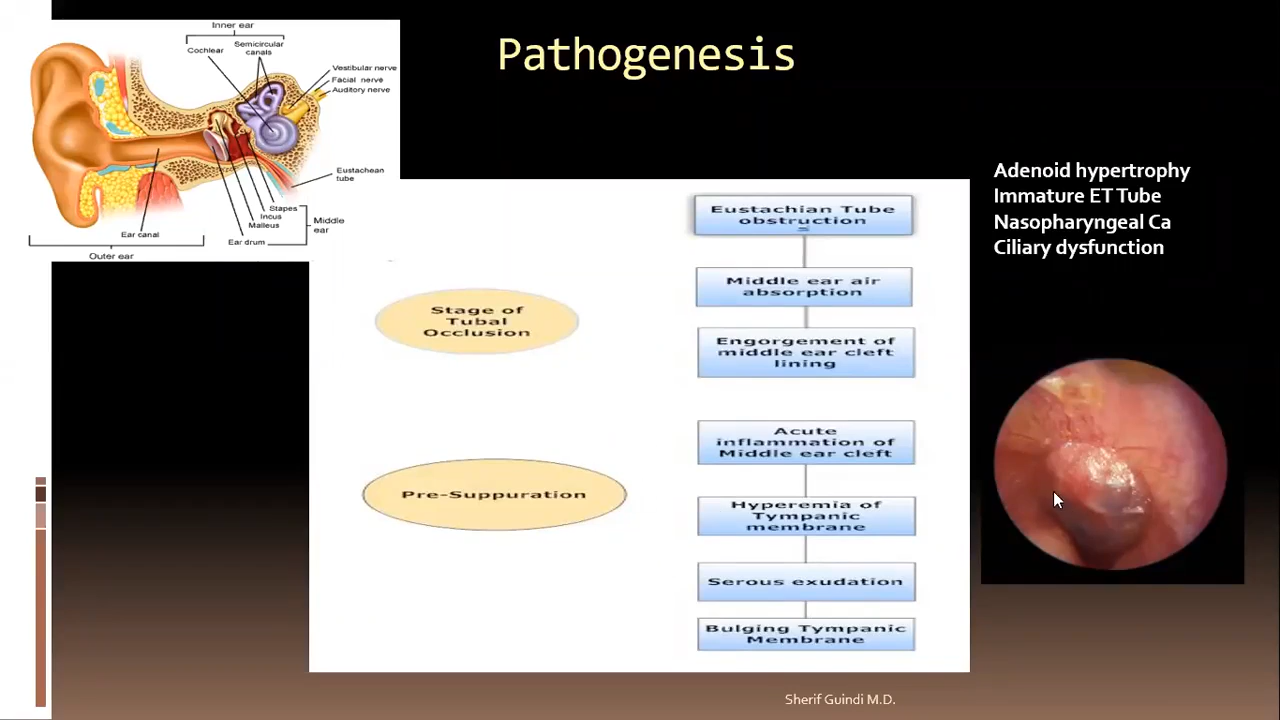 Pathogenesis
Inner ear
Cochlear
Semicircular
canals
Vestibular nerve
Facial nerve
Auditory nerve
Eustachean
tube
Stapes
Incus
Malleus
Ear drum
Middle
ear
Ear canal
Outer ear
Stage of
Tubal
Occlusion
Eustachian Tube
obstruction
Middle ear air
absorption
Engorgement of
middle ear cleft
lining
Pre-Suppuration
Acute
inflammation of
Middle ear cleft
Hyperemia of
Tympanic
membrane
Serous exudation
Bulging Tympanic
Membrane
Adenoid hypertrophy
Immature ET Tube
Nasopharyngeal Ca
Ciliary dysfunction
Sherif Guindi M.D.